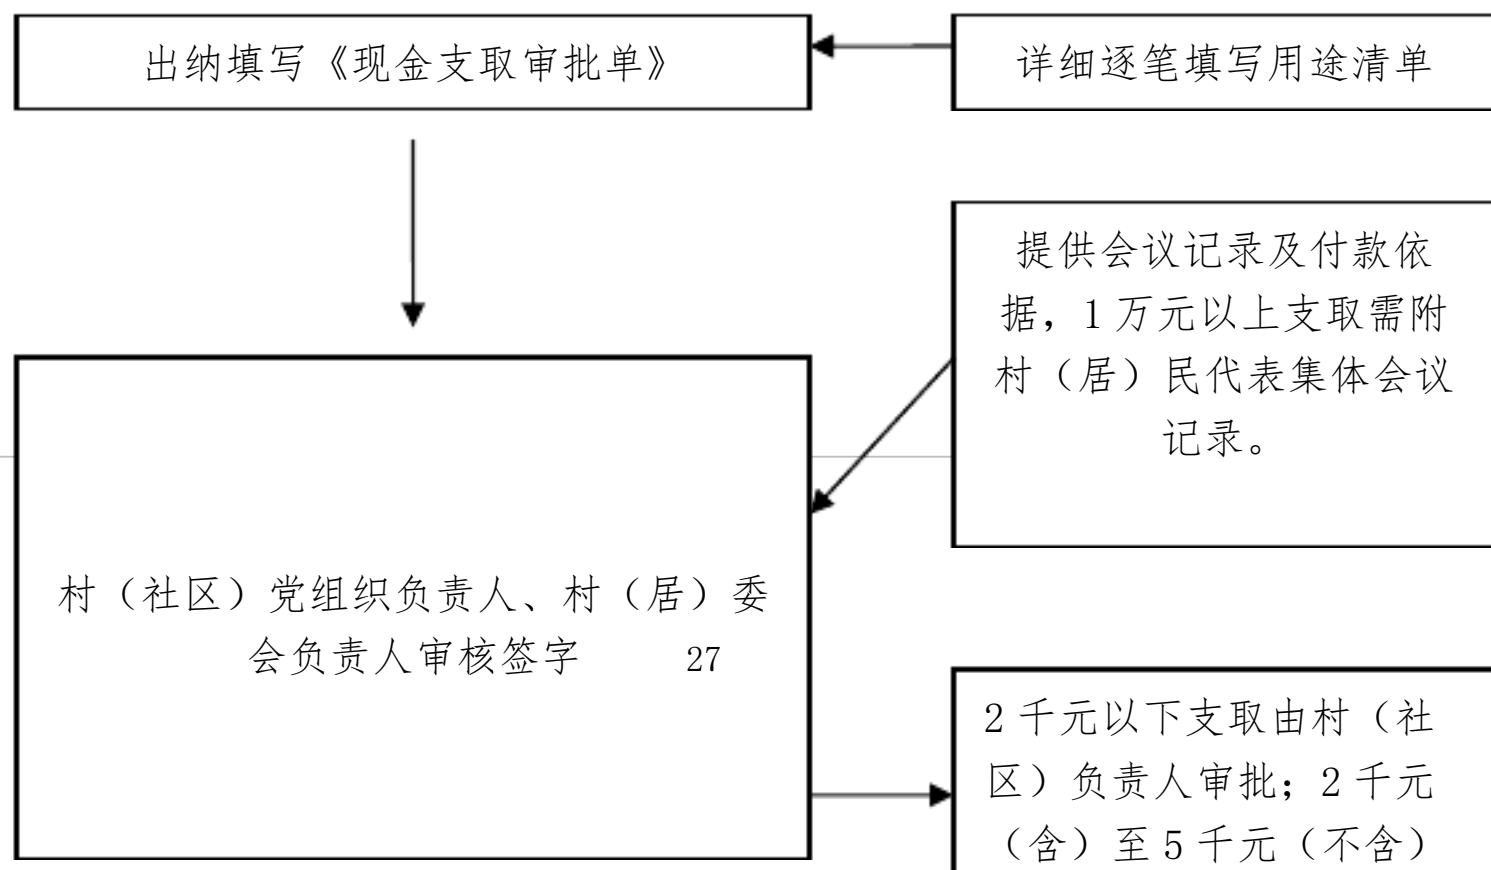 出纳填写《现金支取审批单》
详细逐笔填写用途清单
提供会议记录及付款依
据，1万元以上支取需附
村（居）民代表集体会议
记录。
村（社区）党组织负责人、村（居）委
会负责人审核签字 27
2千元以下支取由村（社
区）负责人审批；2千元
（含）至5千元（不含）